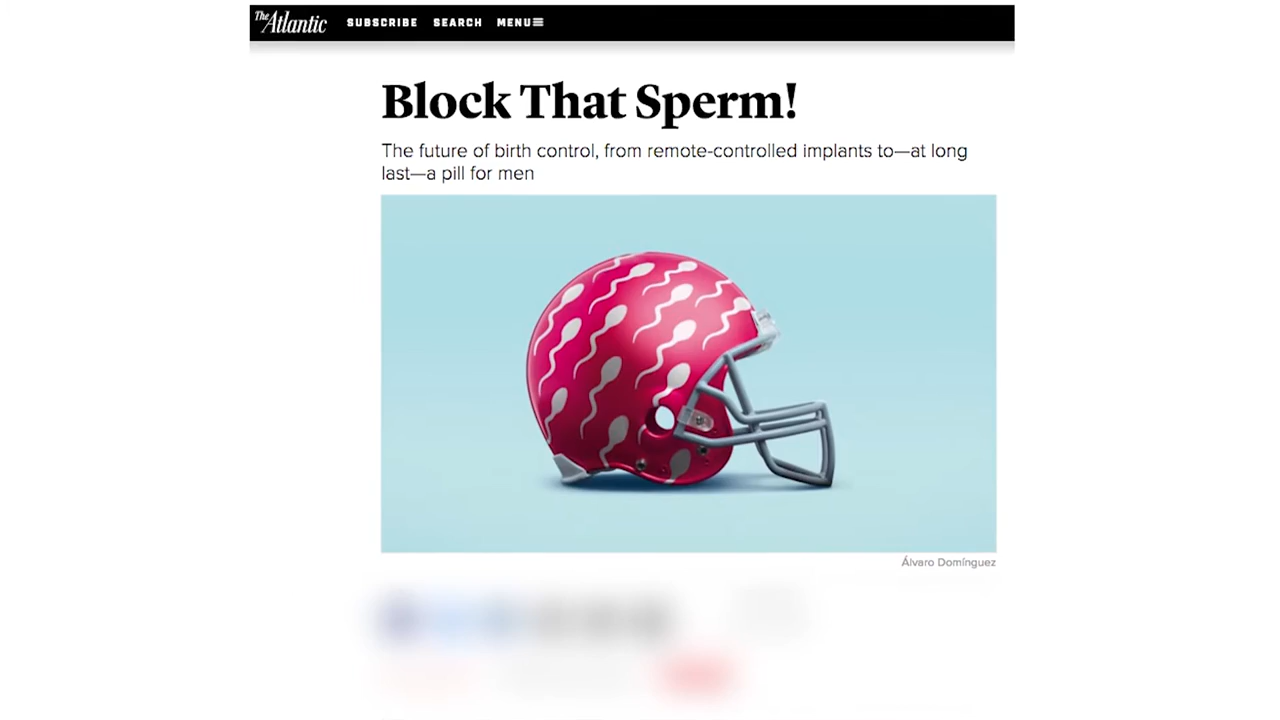 The Atlantic SUBSCRIBE SEARCH MENU
Block That Sperm!
The future of birth control, from remote-controlled implants to—at long
last—a pill for men
Álvaro Domínguez